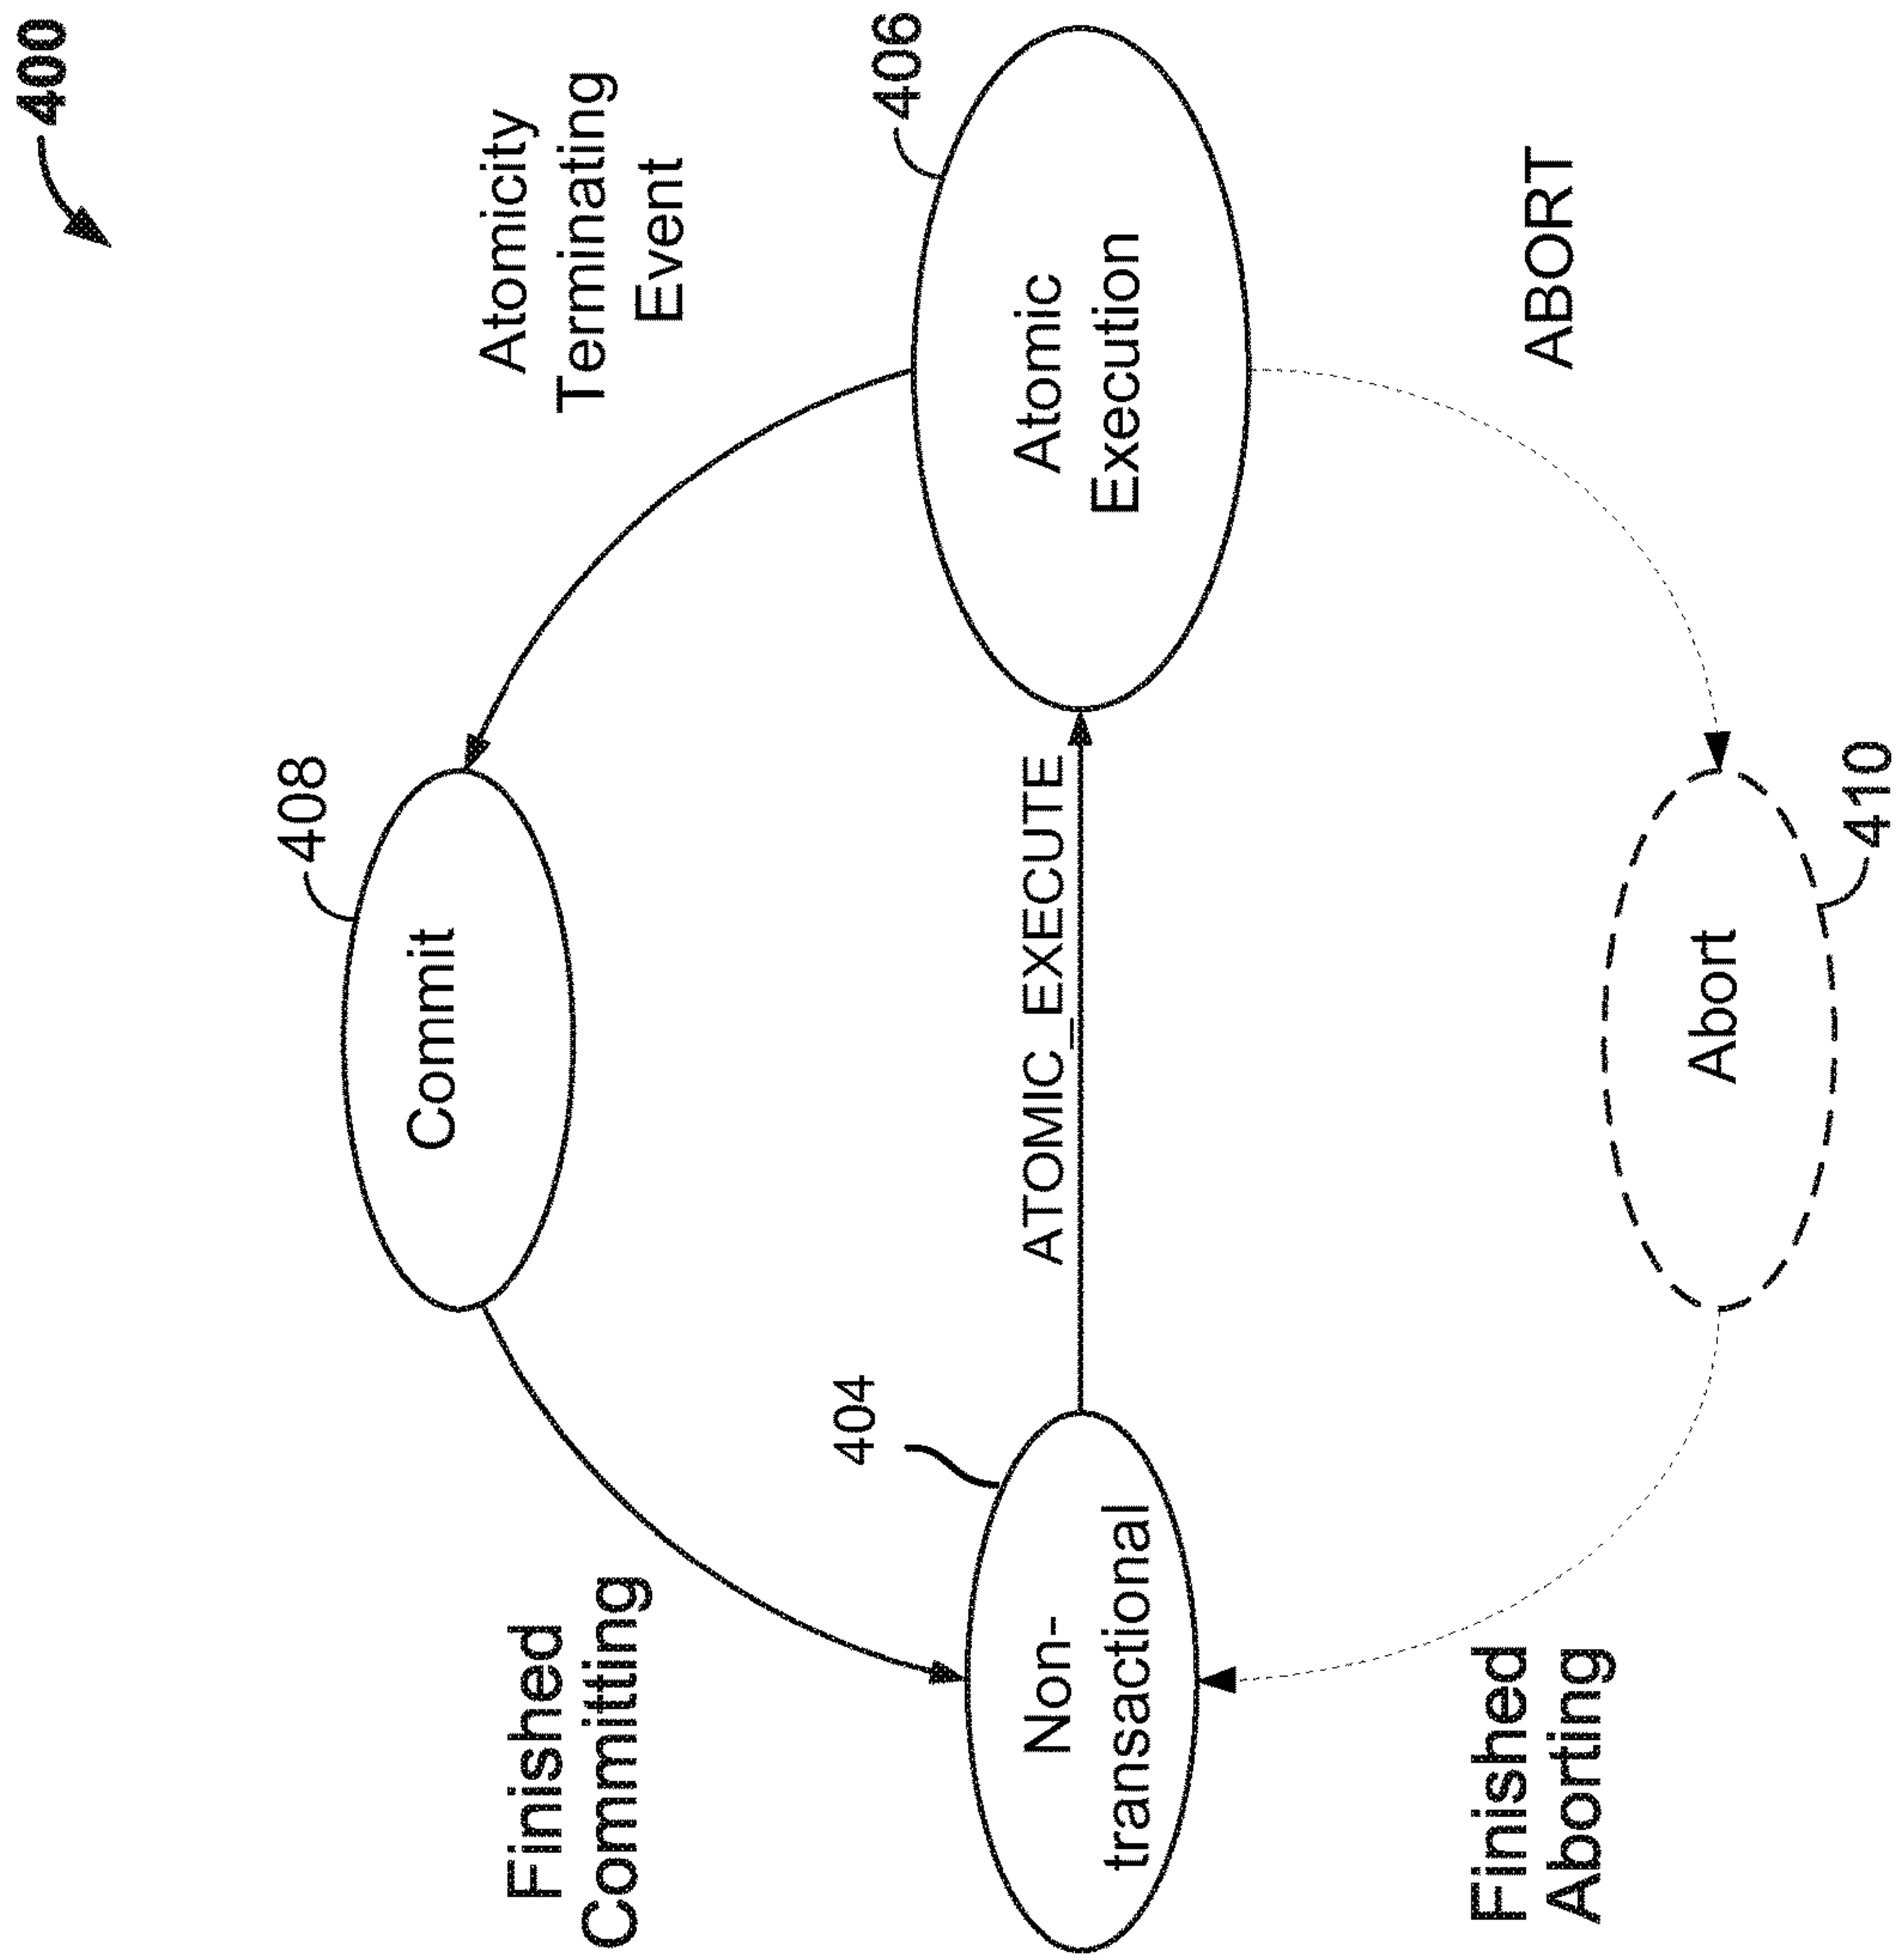 400
Atomicity
Terminating
Event
406
Atomic
Execution
ABORT
408
Commit
ATOMIC_EXECUTE
410
Abort
404
Non-
transactional
Finished
Committing
Finished
Aborting